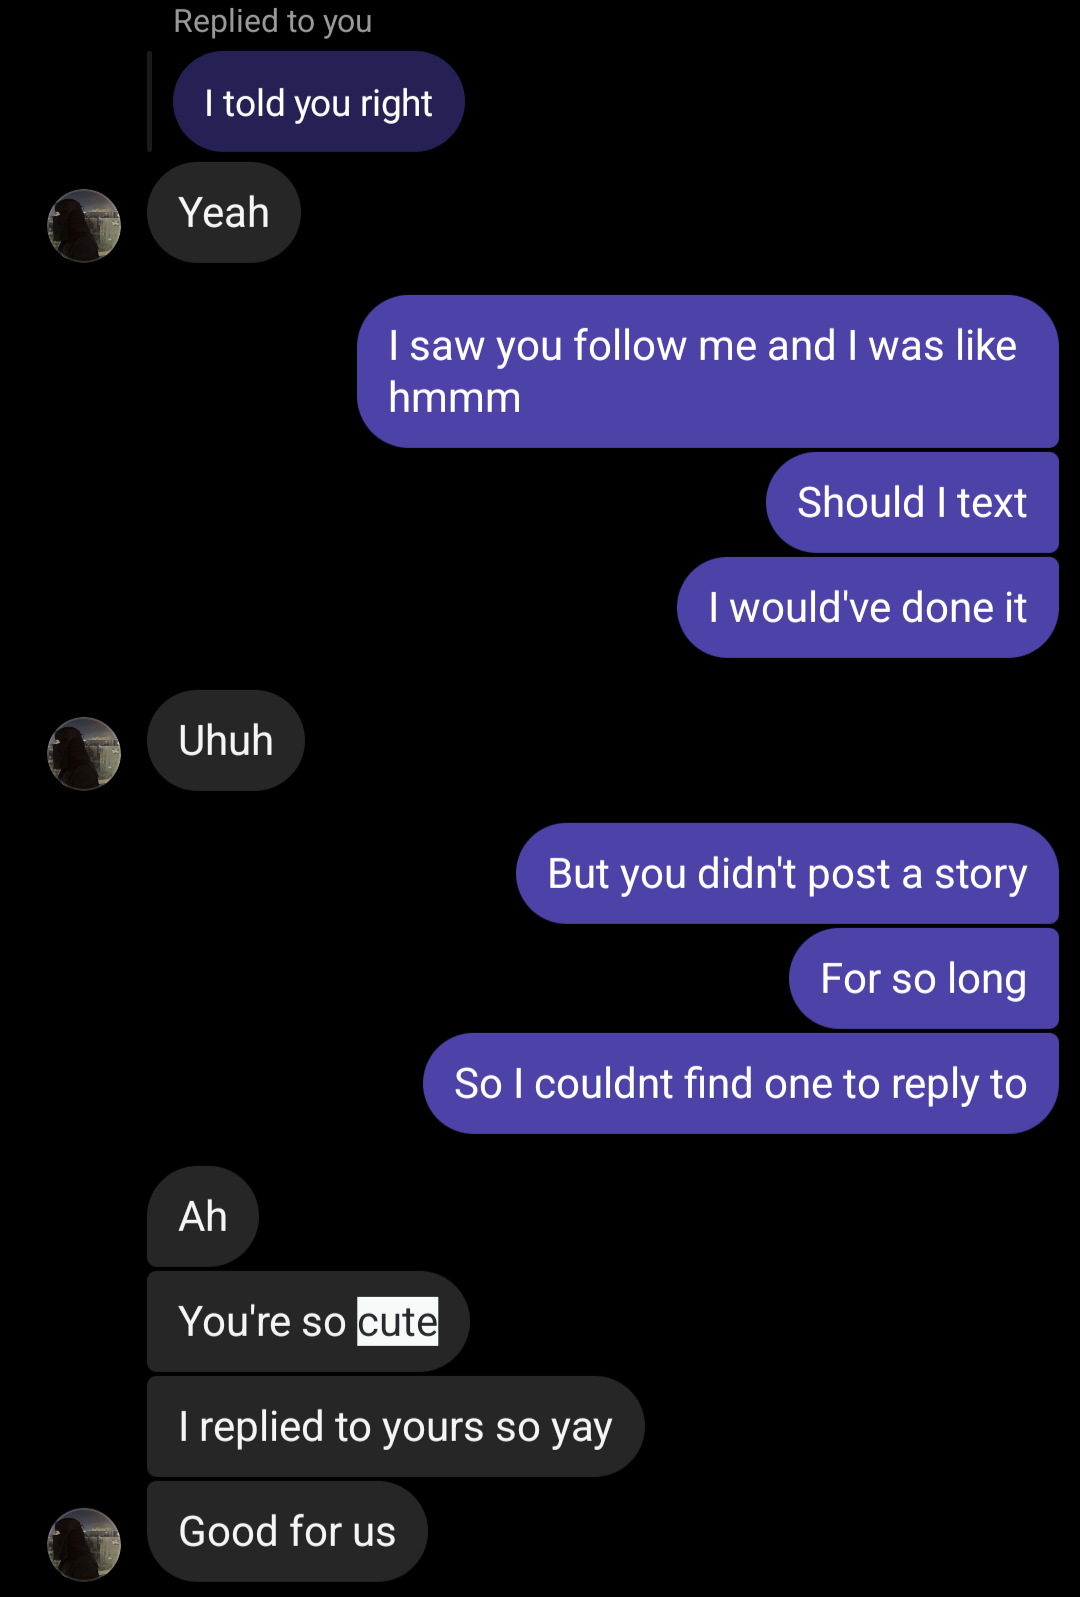 Replied to you
I told you right
Yeah
I saw you follow me and I was like
hmmm
Should I text
I would've done it
Uhuh
But you didn't post a story
For so long
So I couldnt find one to reply to
Ah
You're so cute
I replied to yours so yay
Good for us